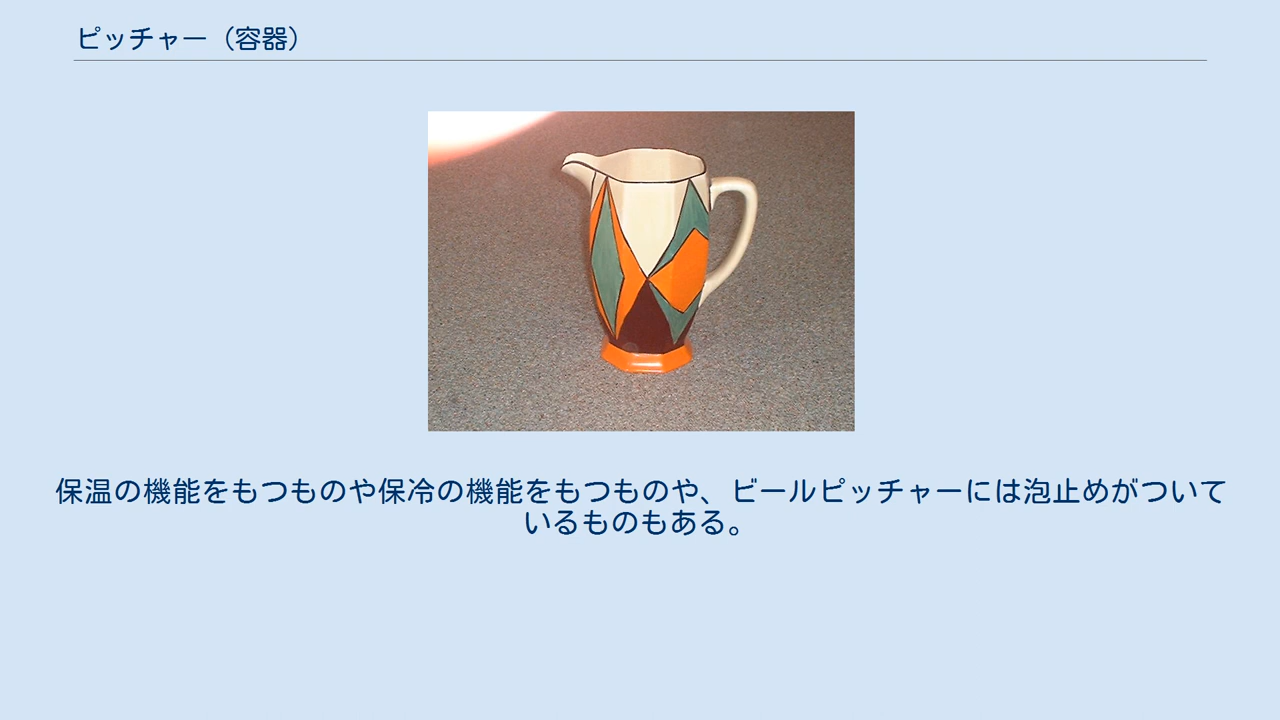 ピッチャー（容器）
保温の機能をもつものや保冷の機能をもつものや、ビールピッチャーには泡止めがついて
いるものもある。